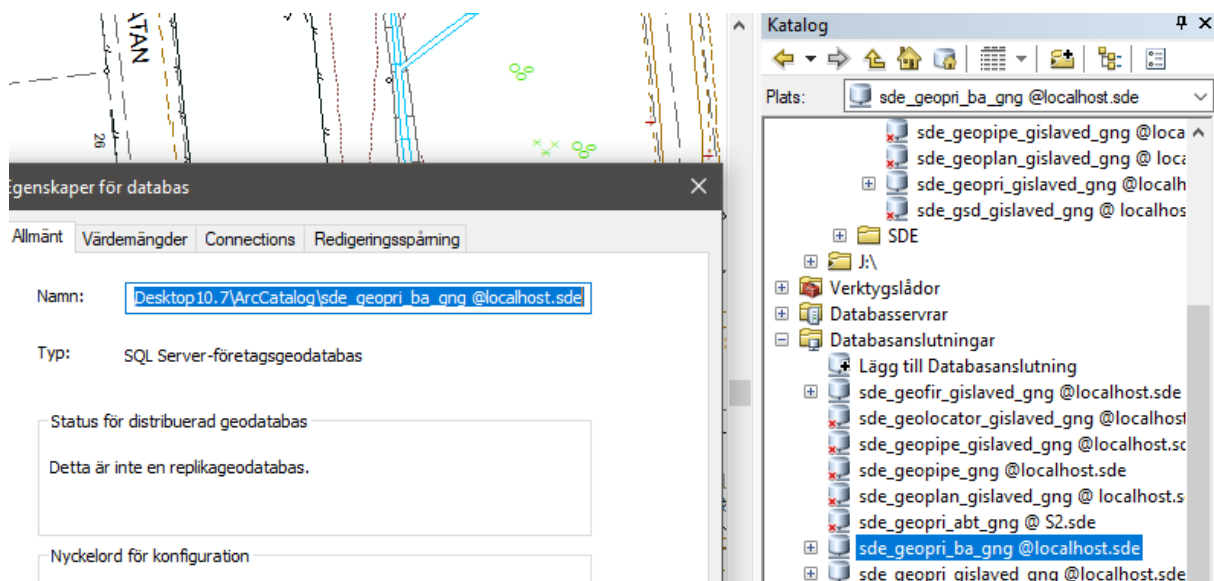 ATAN
26
Egenskaper för databas
Allmänt Värdemängder Connections Redigeringsspårning
Namn: Desktop10.7\ArcCatalog\sde_geopri_ba_gng @localhost.sde
Typ: SQL Server-företagsgeodatabas
Status för distribuerad geodatabas
Detta är inte en replikageodatabas.
Nyckelord för konfiguration
Katalog
Plats: sde_geopri_ba_gng @localhost.sde
sde_geopipe_gislaved_gng @loca
sde_geoplan_gislaved_gng @ loca
sde_geopri_gislaved_gng @localh
sde_gsd_gislaved_gng @ localhos
SDE
J:\
Verktygslådor
Databasservrar
Databasanslutningar
Lägg till Databasanslutning
sde_geofir_gislaved_gng @localhost.sde
sde_geolocator_gislaved_gng @localhost
sde_geopipe_gislaved_gng @localhost.sd
sde_geopipe_gng @localhost.sde
sde_geoplan_gislaved_gng @ localhost.s
sde_geopri_abt_gng @ S2.sde
sde_geopri_ba_gng @localhost.sde
sde_geopri_gislaved_gng @localhost.sde